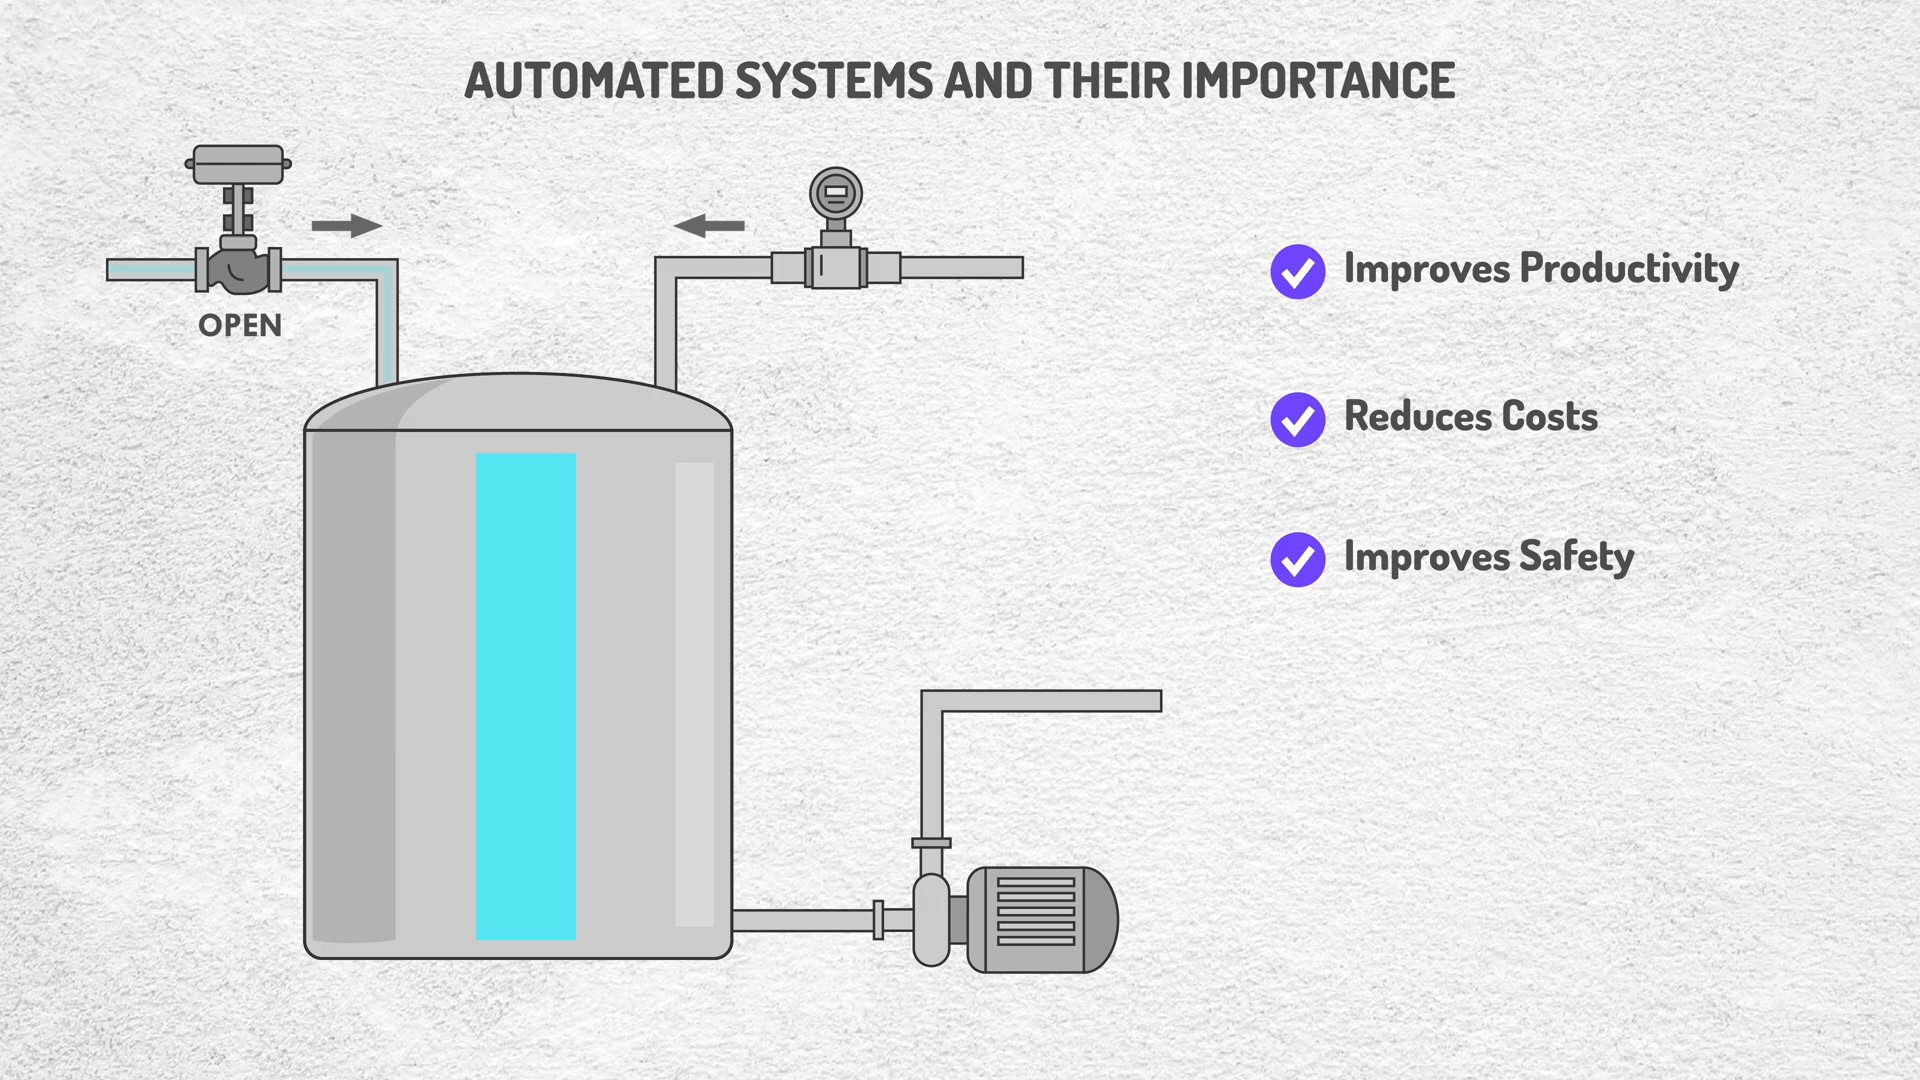 AUTOMATED SYSTEMS AND THEIR IMPORTANCE
OPEN
Improves Productivity
Reduces Costs
Improves Safety